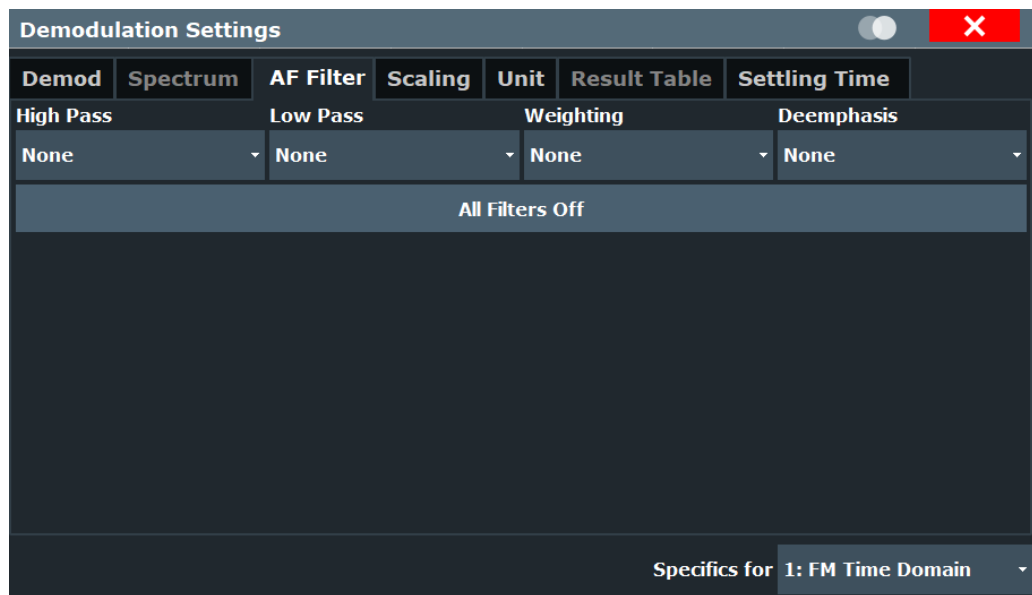 Demodulation Settings
Demod Spectrum AF Filter Scaling Unit Result Table Settling Time
High Pass Low Pass Weighting Deemphasis
None None None None
All Filters Off
Specifics for 1: FM Time Domain